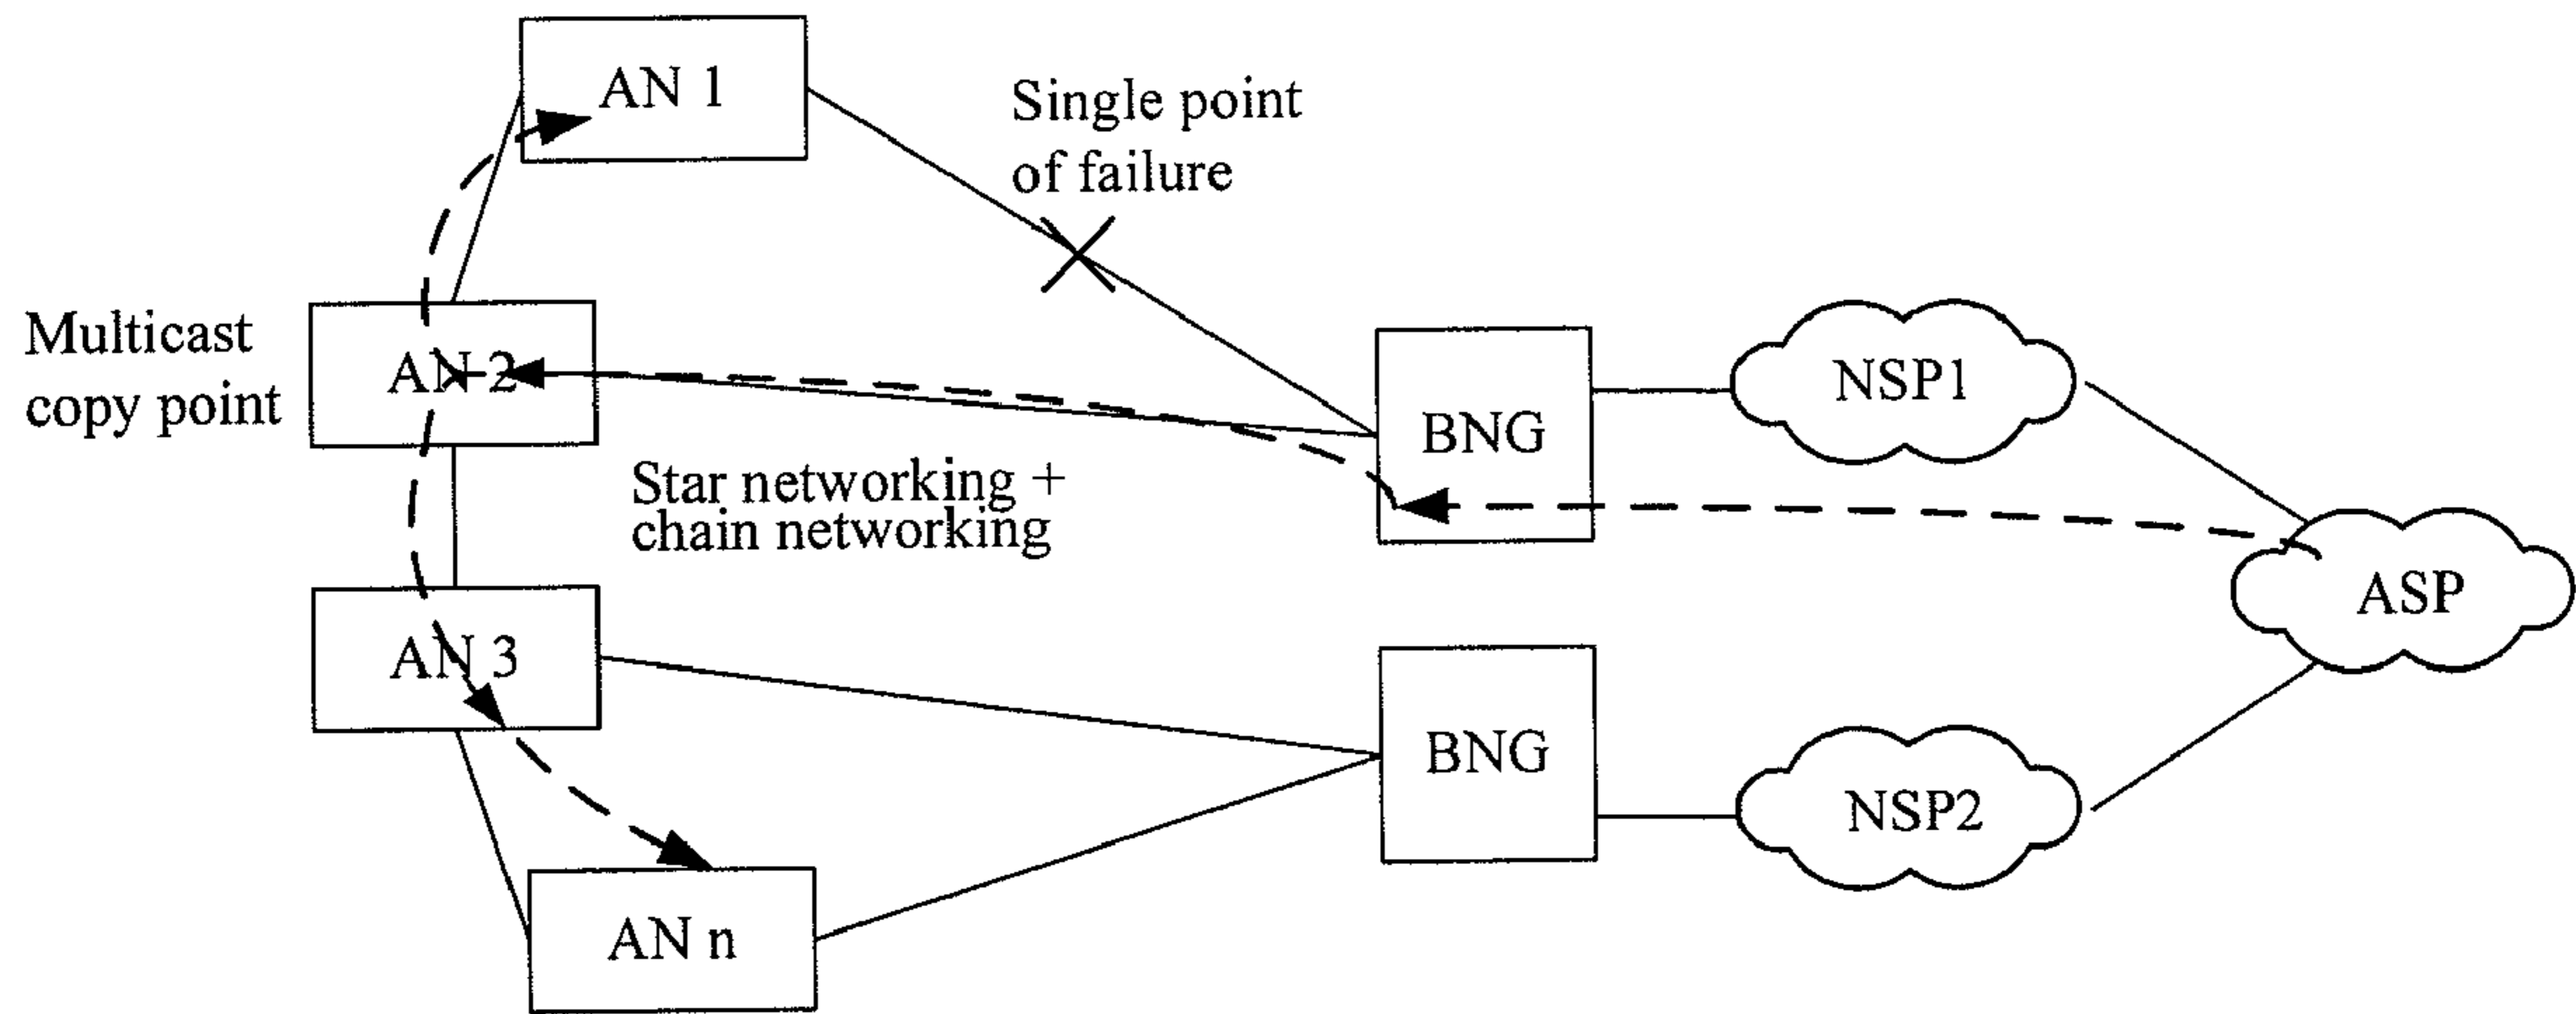 AN 1
Single point
of failure
Multicast
copy point
AN 2
BNG
NSP1
Star networking +
chain networking
ASP
AN 3
BNG
NSP2
AN n